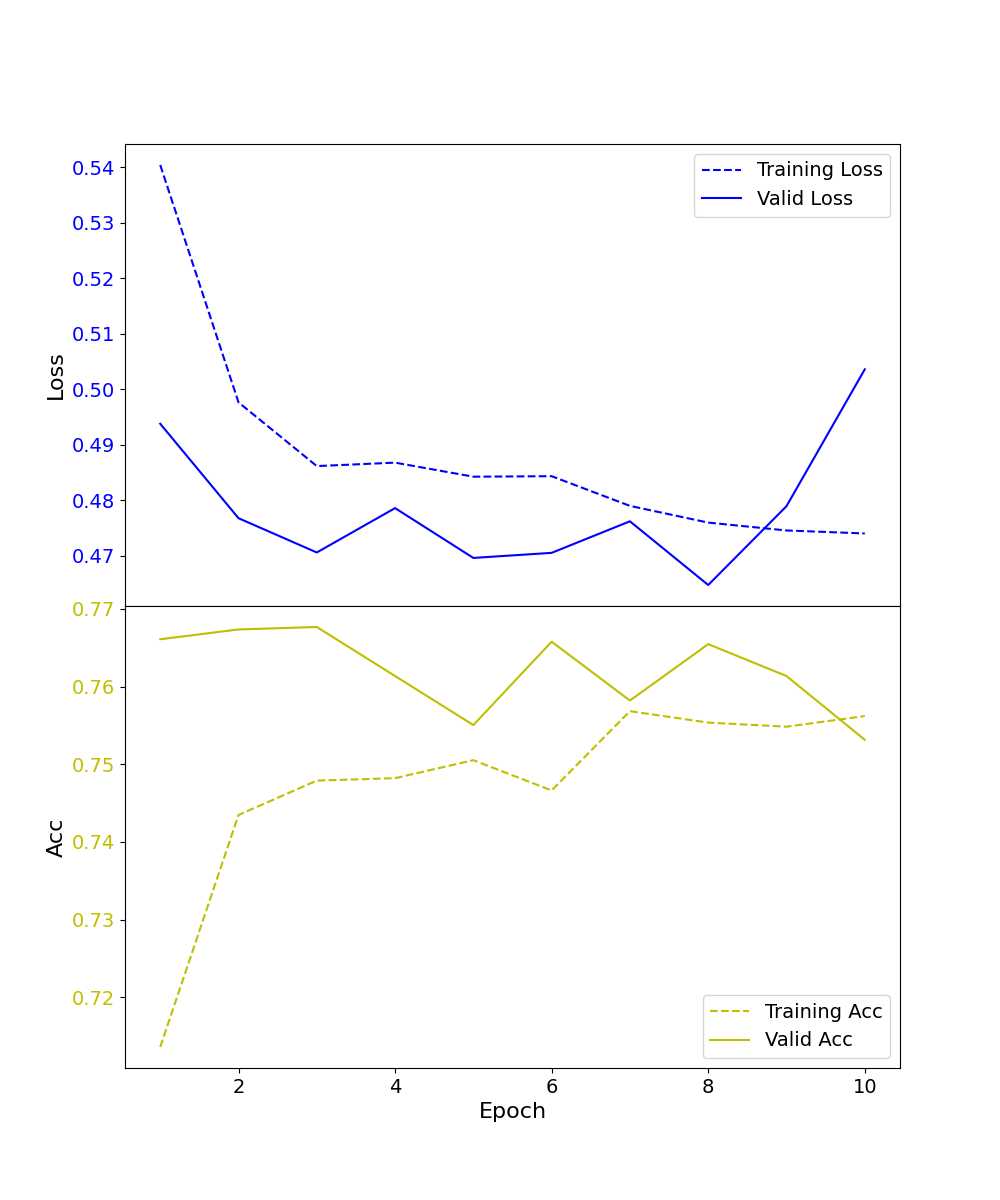 0.54
0.53
0.52
0.51
0.50
0.49
0.48
0.47
Loss
Training Loss
Valid Loss
0.77
0.76
0.75
0.74
0.73
0.72
Acc
Training Acc
Valid Acc
2 4 6 8 10
Epoch